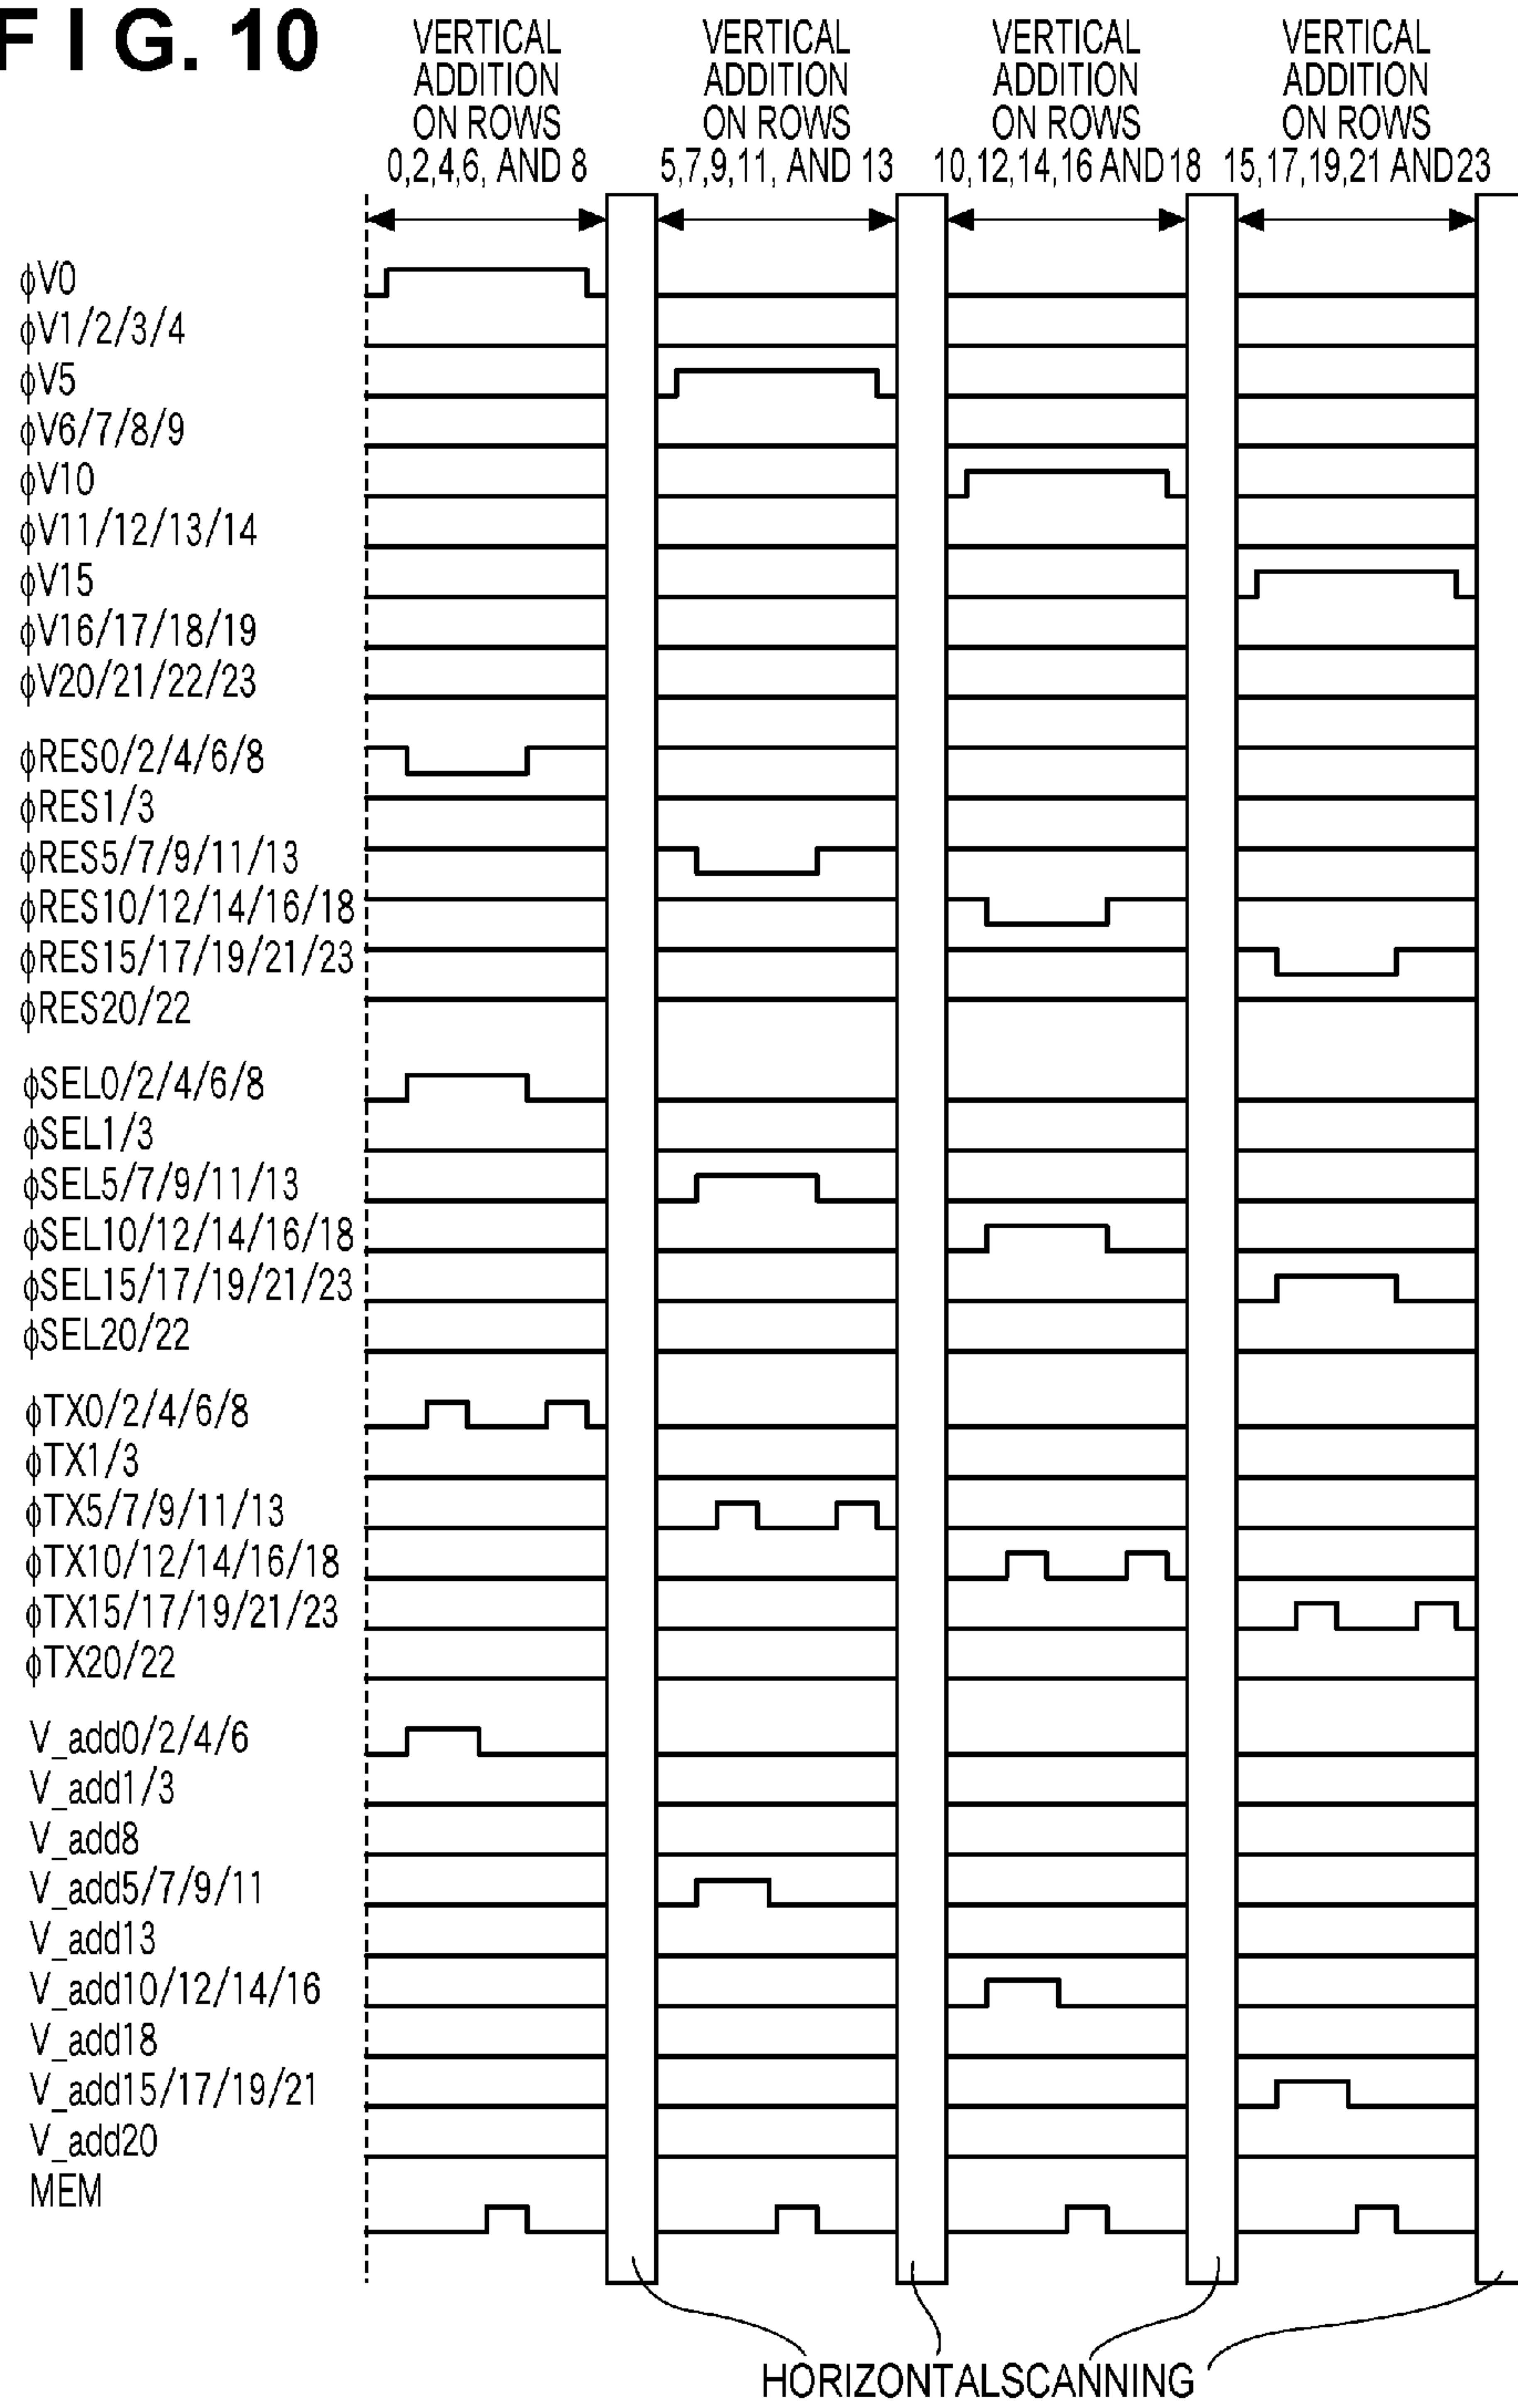 FIG. 10
VERTICAL
ADDITION
ON ROWS
0,2,4,6, AND 8
VERTICAL
ADDITION
ON ROWS
5,7,9,11, AND 13
VERTICAL
ADDITION
ON ROWS
10,12,14,16 AND18
VERTICAL
ADDITION
ON ROWS
15,17,19,21 AND23
ϕV0
ϕV1/2/3/4
ϕV5
ϕV6/7/8/9
ϕV10
ϕV11/12/13/14
ϕV15
ϕV16/17/18/19
ϕV20/21/22/23
ϕRES0/2/4/6/8
ϕRES1/3
ϕRES5/7/9/11/13
ϕRES10/12/14/16/18
ϕRES15/17/19/21/23
ϕRES20/22
ϕSEL0/2/4/6/8
ϕSEL1/3
ϕSEL5/7/9/11/13
ϕSEL10/12/14/16/18
ϕSEL15/17/19/21/23
ϕSEL20/22
ϕTX0/2/4/6/8
ϕTX1/3
ϕTX5/7/9/11/13
ϕTX10/12/14/16/18
ϕTX15/17/19/21/23
ϕTX20/22
V_add0/2/4/6
V_add1/3
V_add8
V_add5/7/9/11
V_add13
V_add10/12/14/16
V_add18
V_add15/17/19/21
V_add20
MEM
HORIZONTALSCANNING